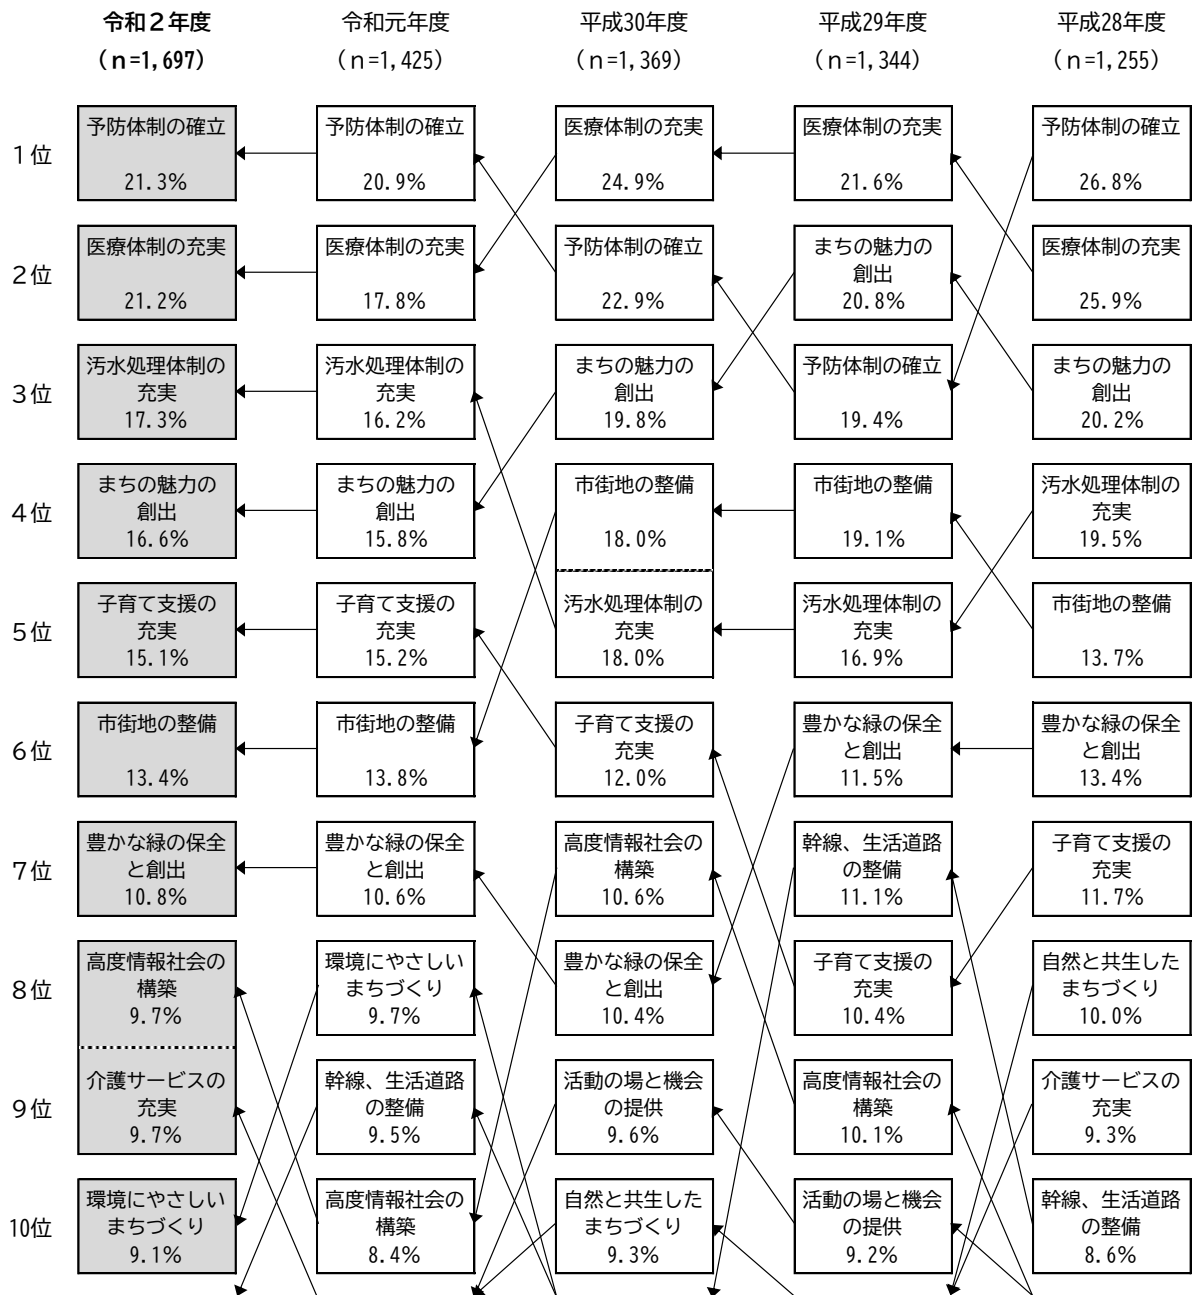 令和２年度 令和元年度 平成30年度 平成29年度 平成28年度
（ｎ=1,697） （ｎ=1,425） （ｎ=1,369） （ｎ=1,344） （ｎ=1,255）
予防体制の確立 予防体制の確立 医療体制の充実 医療体制の充実 予防体制の確立
１位
21.3% 20.9% 24.9% 21.6% 26.8%
医療体制の充実 医療体制の充実 予防体制の確立 まちの魅力の 医療体制の充実
２位 創出
21.2% 17.8% 22.9% 20.8% 25.9%
汚水処理体制の 汚水処理体制の まちの魅力の 予防体制の確立 まちの魅力の
３位 充実 充実 創出 創出
17.3% 16.2% 19.8% 19.4% 20.2%
まちの魅力の まちの魅力の 市街地の整備 市街地の整備 汚水処理体制の
４位 創出 創出 充実
16.6% 15.8% 18.0% 19.1% 19.5%
子育て支援の 子育て支援の 汚水処理体制の 汚水処理体制の 市街地の整備
５位 充実 充実 充実 充実
15.1% 15.2% 18.0% 16.9% 13.7%
市街地の整備 市街地の整備 子育て支援の 豊かな緑の保全 豊かな緑の保全
６位 充実 と創出 と創出
13.4% 13.8% 12.0% 11.5% 13.4%
豊かな緑の保全 豊かな緑の保全 高度情報社会の 幹線、生活道路 子育て支援の
７位 と創出 と創出 構築 の整備 充実
10.8% 10.6% 10.6% 11.1% 11.7%
高度情報社会の 環境にやさしい 豊かな緑の保全 子育て支援の 自然と共生した
８位 構築 まちづくり と創出 充実 まちづくり
9.7% 9.7% 10.4% 10.4% 10.0%
介護サービスの 幹線、生活道路 活動の場と機会 高度情報社会の 介護サービスの
９位 充実 の整備 の提供 構築 充実
9.7% 9.5% 9.6% 10.1% 9.3%
環境にやさしい 高度情報社会の 自然と共生した 活動の場と機会 幹線、生活道路
10位 まちづくり 構築 まちづくり の提供 の整備
9.1% 8.4% 9.3% 9.2% 8.6%